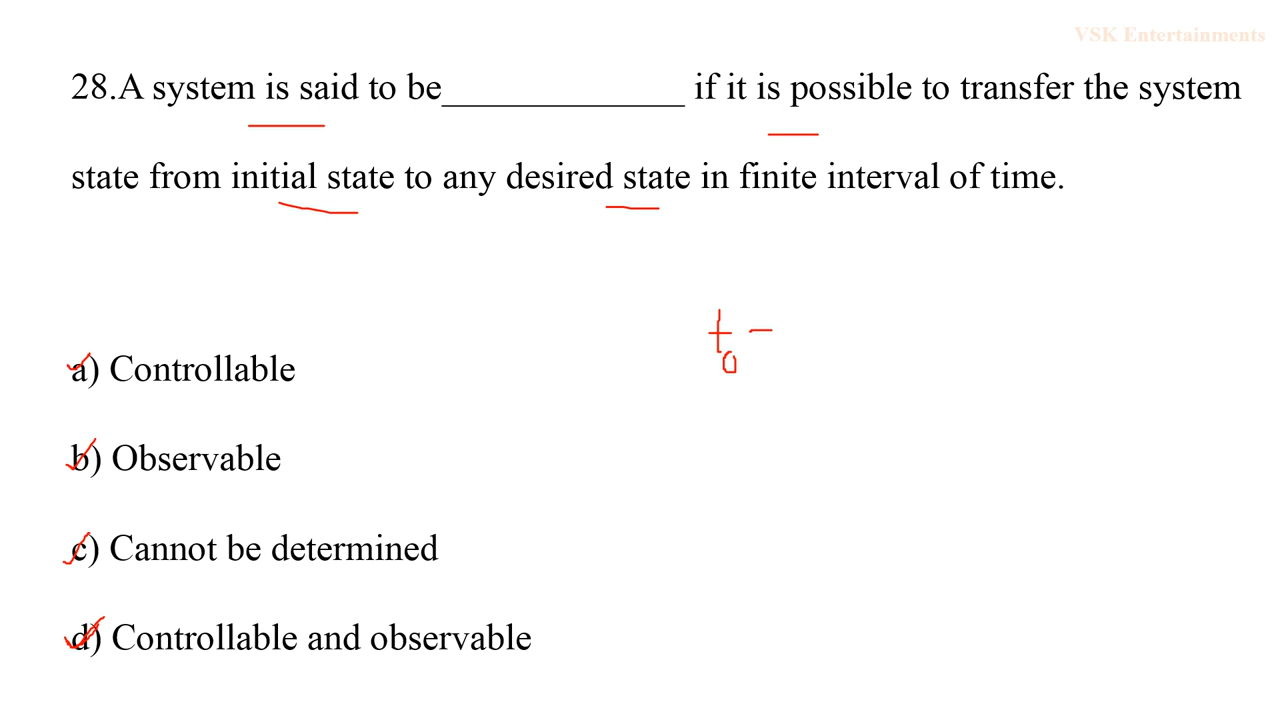 VSK Entertainments
28.A system is said to be_____________ if it is possible to transfer the system
state from initial state to any desired state in finite interval of time.
t0 -
a) Controllable
b) Observable
c) Cannot be determined
d) Controllable and observable